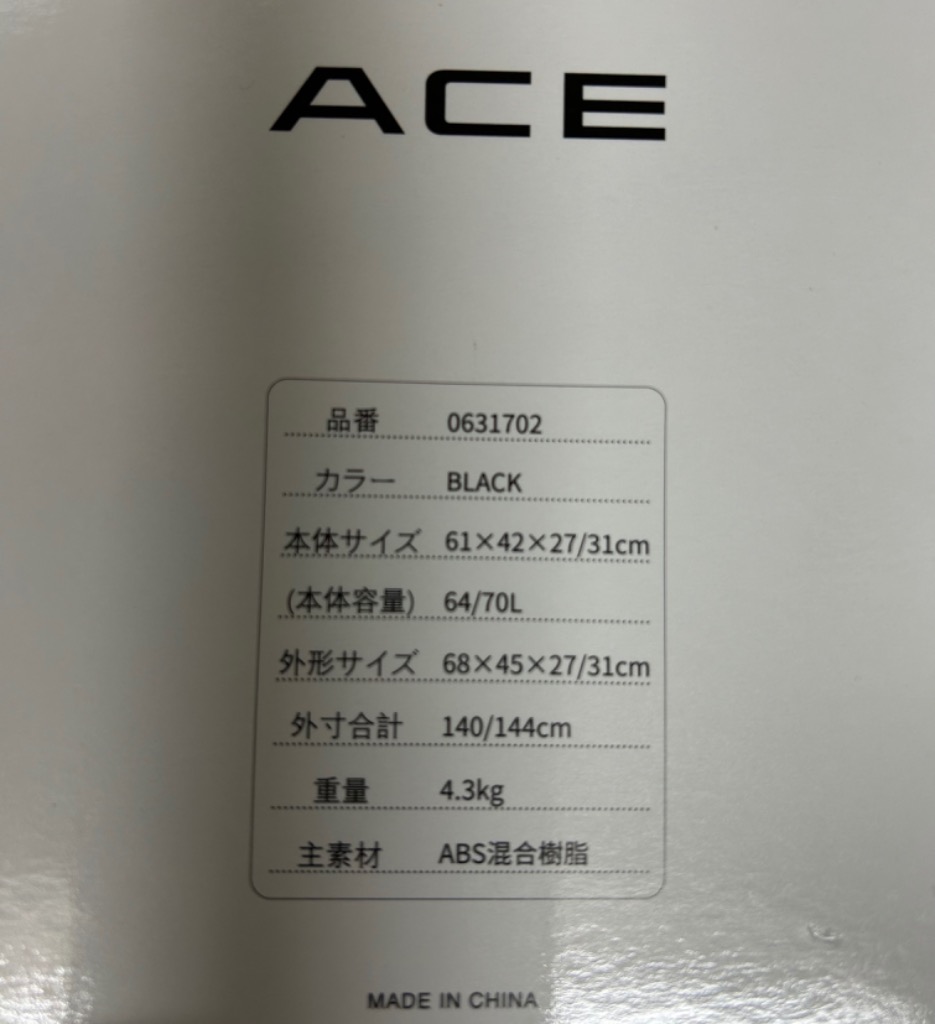 ACE
品番 0631702
カラー BLACK
本体サイズ 61×42×27/31cm
(本体容量) 64/70L
外形サイズ 68×45×27/31cm
外寸合計 140/144cm
重量 4.3kg
主素材 ABS混合樹脂
MADE IN CHINA